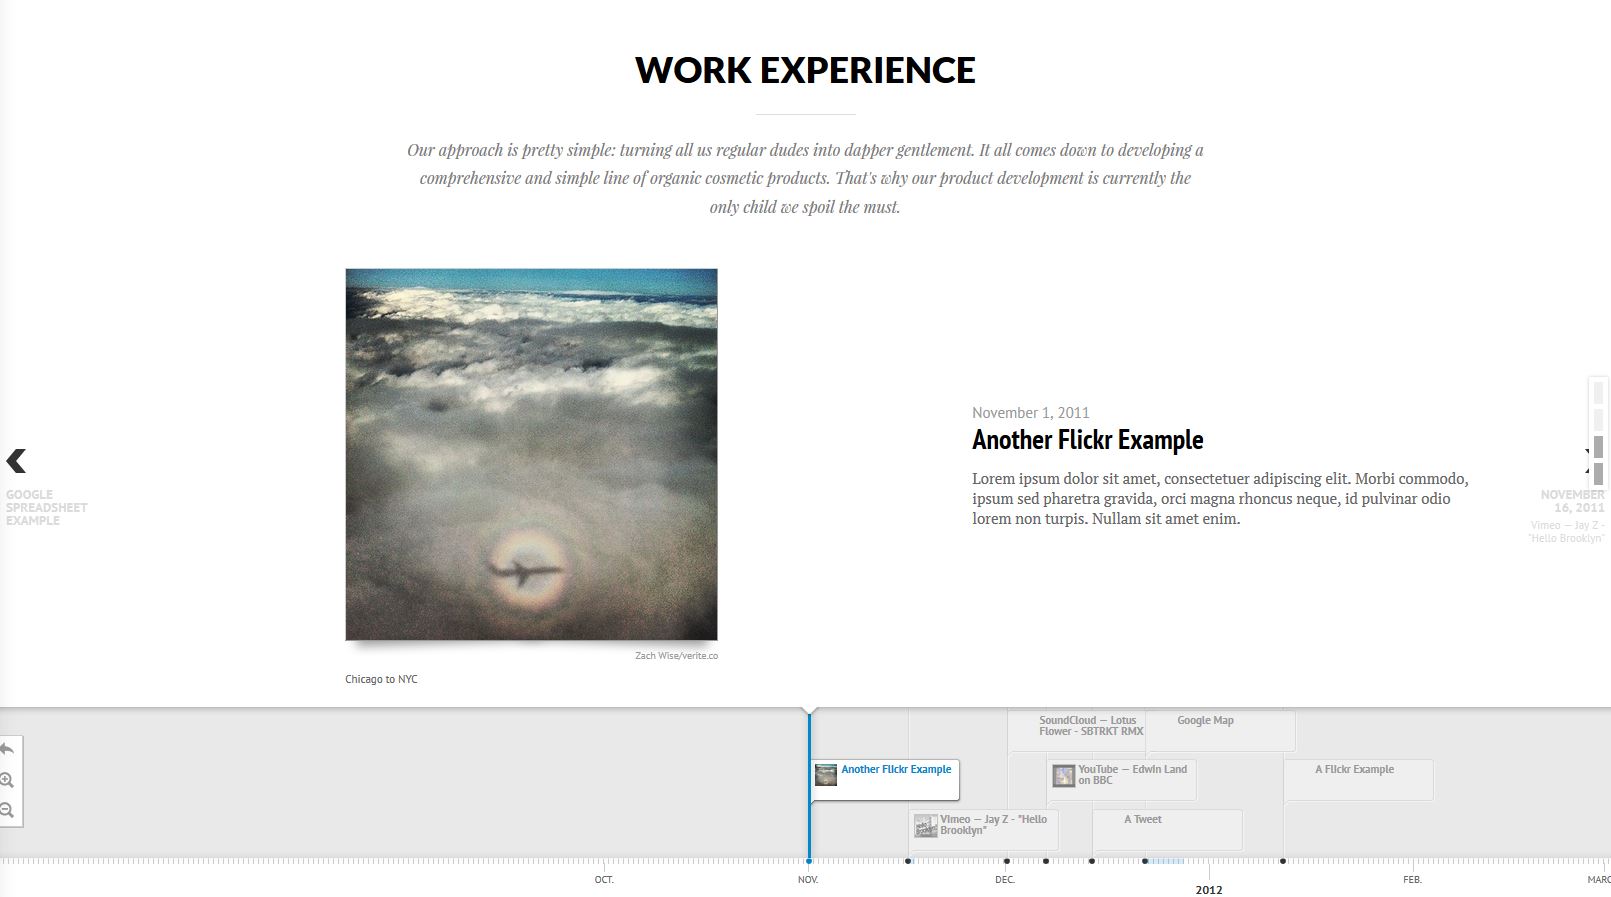 WORK EXPERIENCE
Our approach is pretty simple: turning all us regular dudes into dapper gentlement. It all comes down to developing a
comprehensive and simple line of organic cosmetic products. That's why our product development is currently the
only child we spoil the must.
November 1, 2011
Another Flickr Example
Lorem ipsum dolor sit amet, consectetuer adipiscing elit. Morbi commodo,
ipsum sed pharetra gravida, orci magna rhoncus neque, id pulvinar odio
lorem non turpis. Nullam sit amet enim.
GOOGLE
SPREADSHEET
EXAMPLE
NOVEMBER
16, 2011
Vimeo — Jay Z -
"Hello Brooklyn"
Zach Wise/verite.co
Chicago to NYC
SoundCloud — Lotus
Flower - SBTRKT RMX
Google Map
Another Flickr Example
YouTube — Edwin Land
on BBC
A Flickr Example
Vimeo — Jay Z - "Hello
Brooklyn"
A Tweet
OCT.
NOV.
DEC.
2012
FEB.
MARC